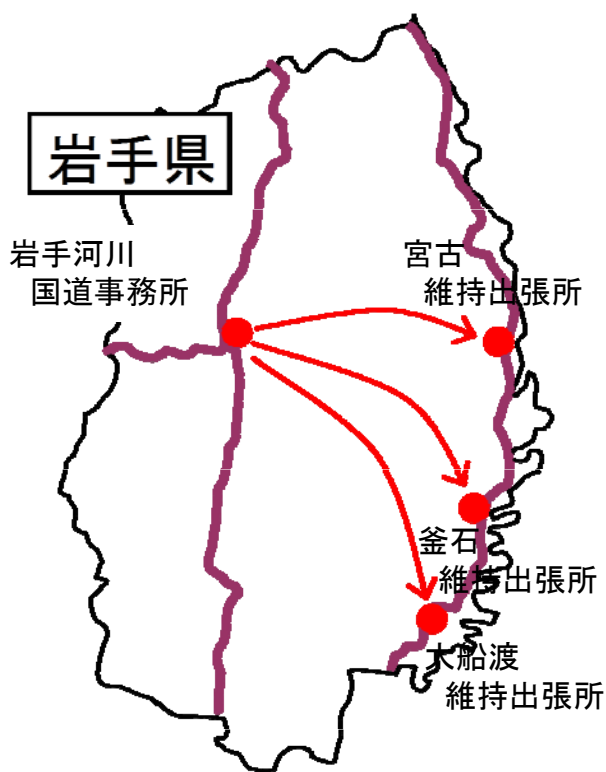 岩手県
岩手河川
国道事務所
宮古
維持出張所
釜石
維持出張所
大船渡
維持出張所